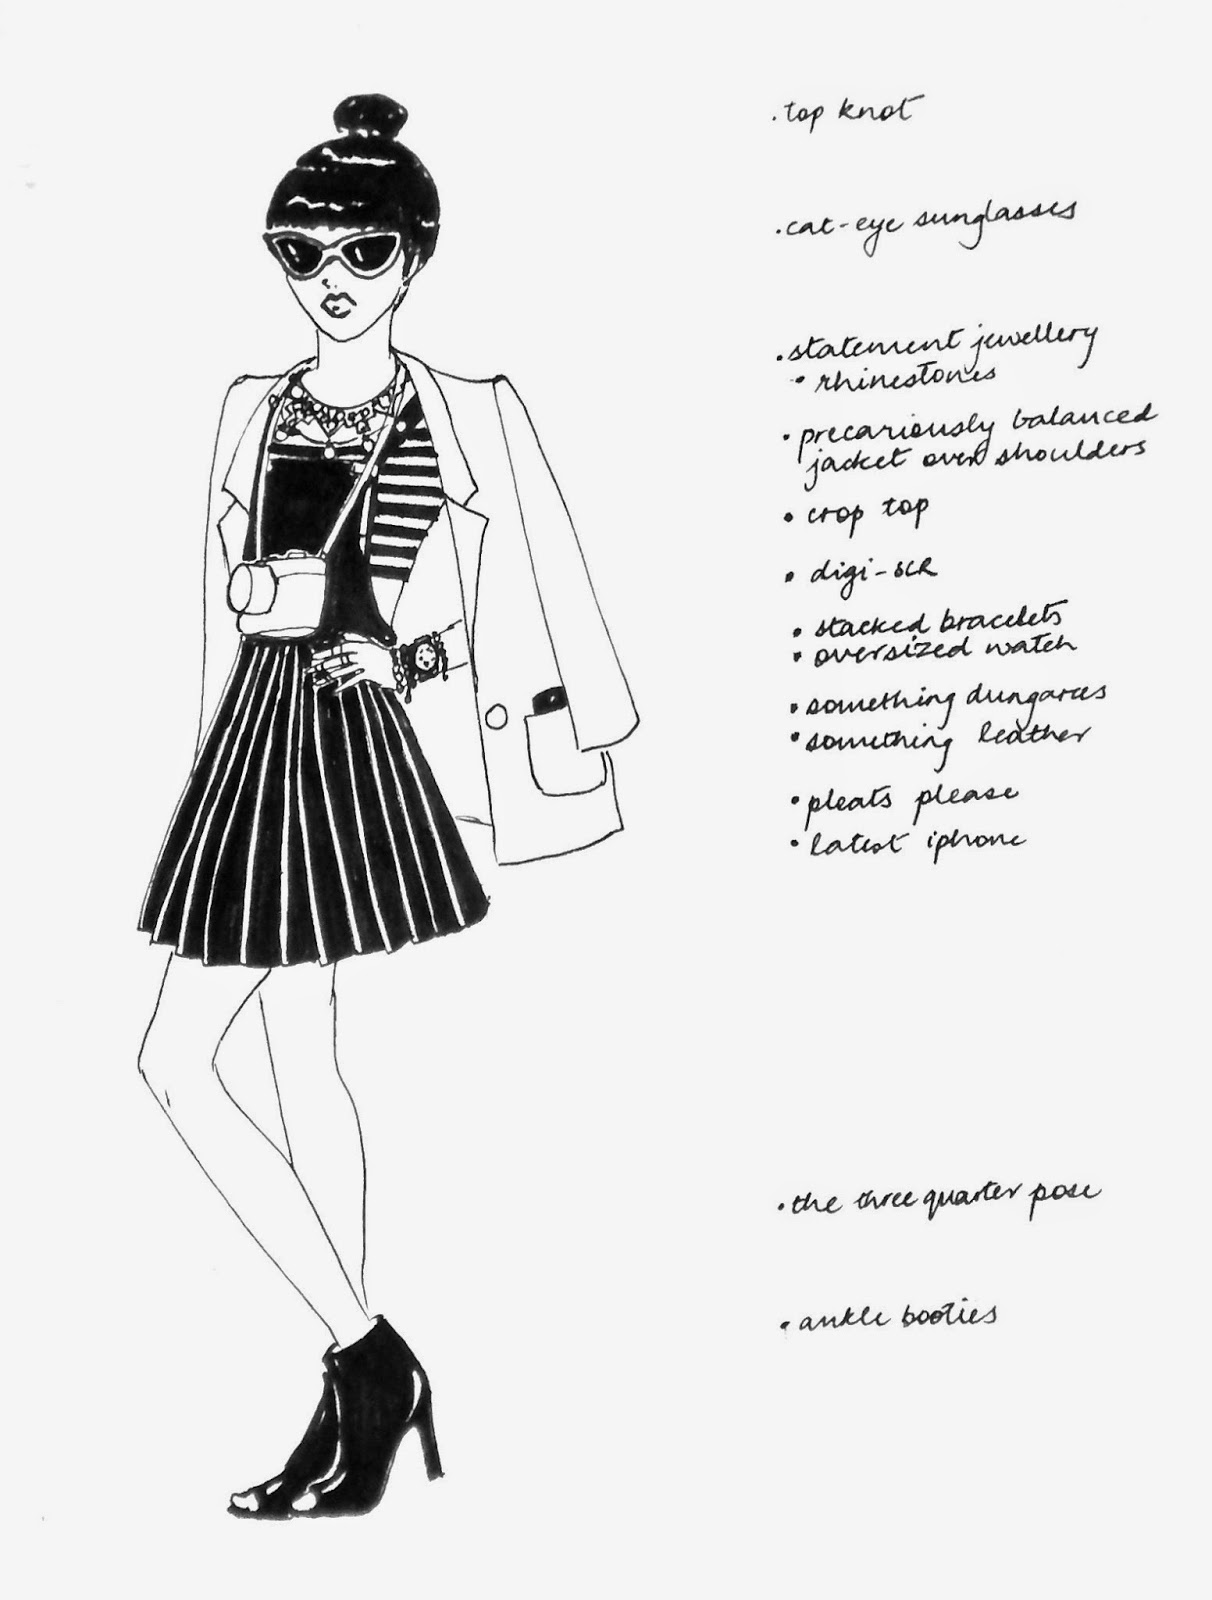 · top knot
· cat-eye sunglasses
· statement jewellery
· rhinestones
· precariously balanced
jacket over shoulders
· crop top
· digi-SLR
· stacked bracelets
· oversized watch
· something dungarees
· something leather
· pleats please
· latest iphone
· the three quarter pose
· ankle booties